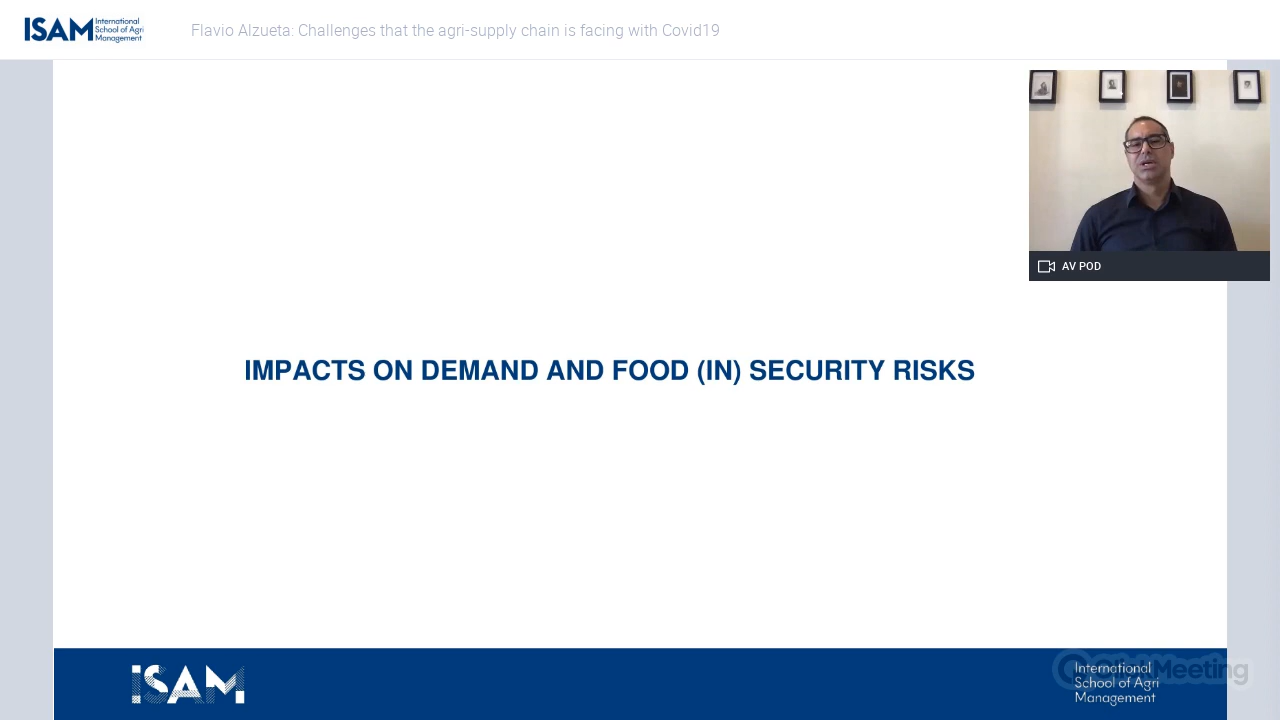 ISAM
International
School of Agri
Management
Flavio Alzueta: Challenges that the agri-supply chain is facing with Covid19
AV POD
IMPACTS ON DEMAND AND FOOD (IN) SECURITY RISKS
ISAM
International
School of Agri
Management
ClickMeeting